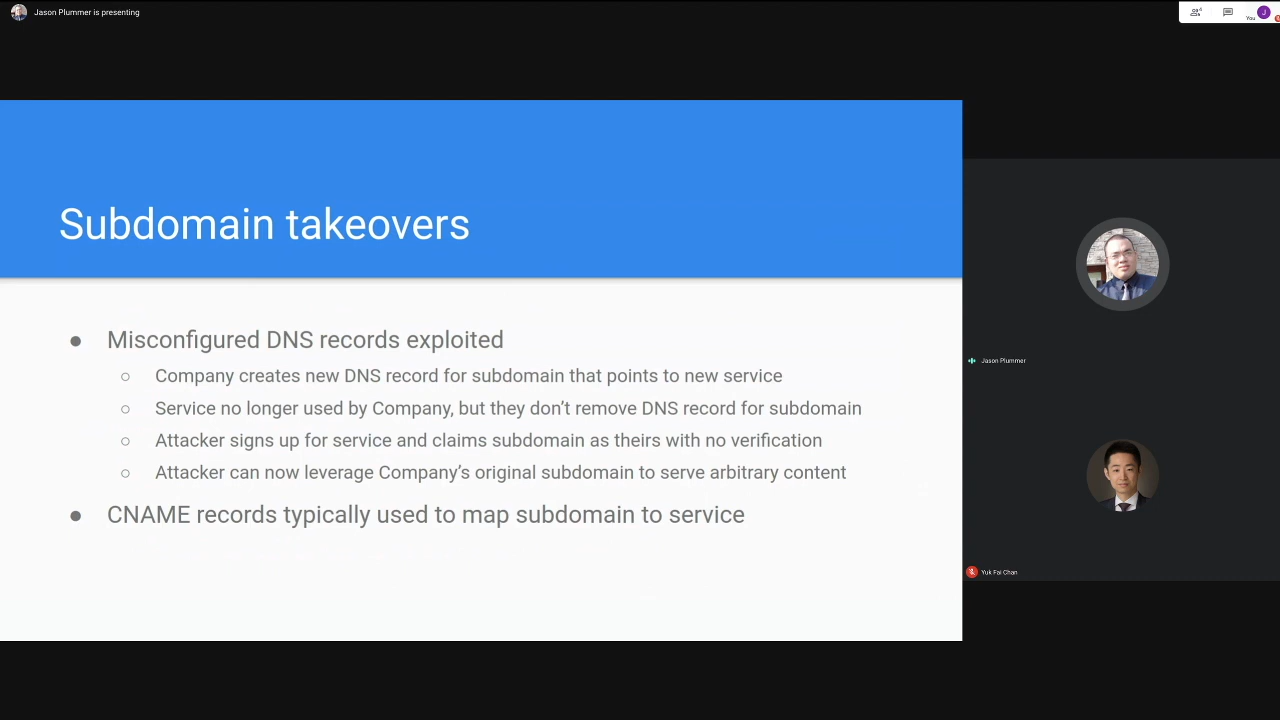 Jason Plummer is presenting
4
You
J
Subdomain takeovers
● Misconfigured DNS records exploited
○ Company creates new DNS record for subdomain that points to new service
○ Service no longer used by Company, but they don’t remove DNS record for subdomain
○ Attacker signs up for service and claims subdomain as theirs with no verification
○ Attacker can now leverage Company’s original subdomain to serve arbitrary content
● CNAME records typically used to map subdomain to service
Jason Plummer
Yuk Fai Chan